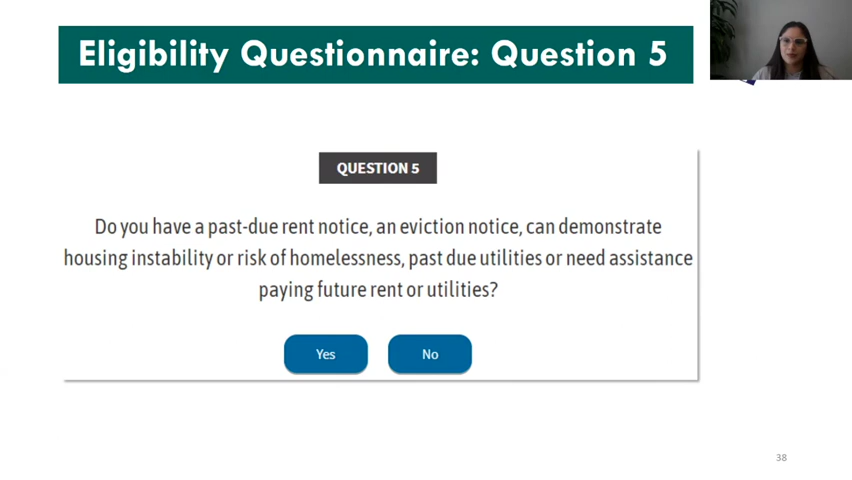 Eligibility Questionnaire: Question 5
QUESTION 5
Do you have a past-due rent notice, an eviction notice, can demonstrate
housing instability or risk of homelessness, past due utilities or need assistance
paying future rent or utilities?
Yes
No
38